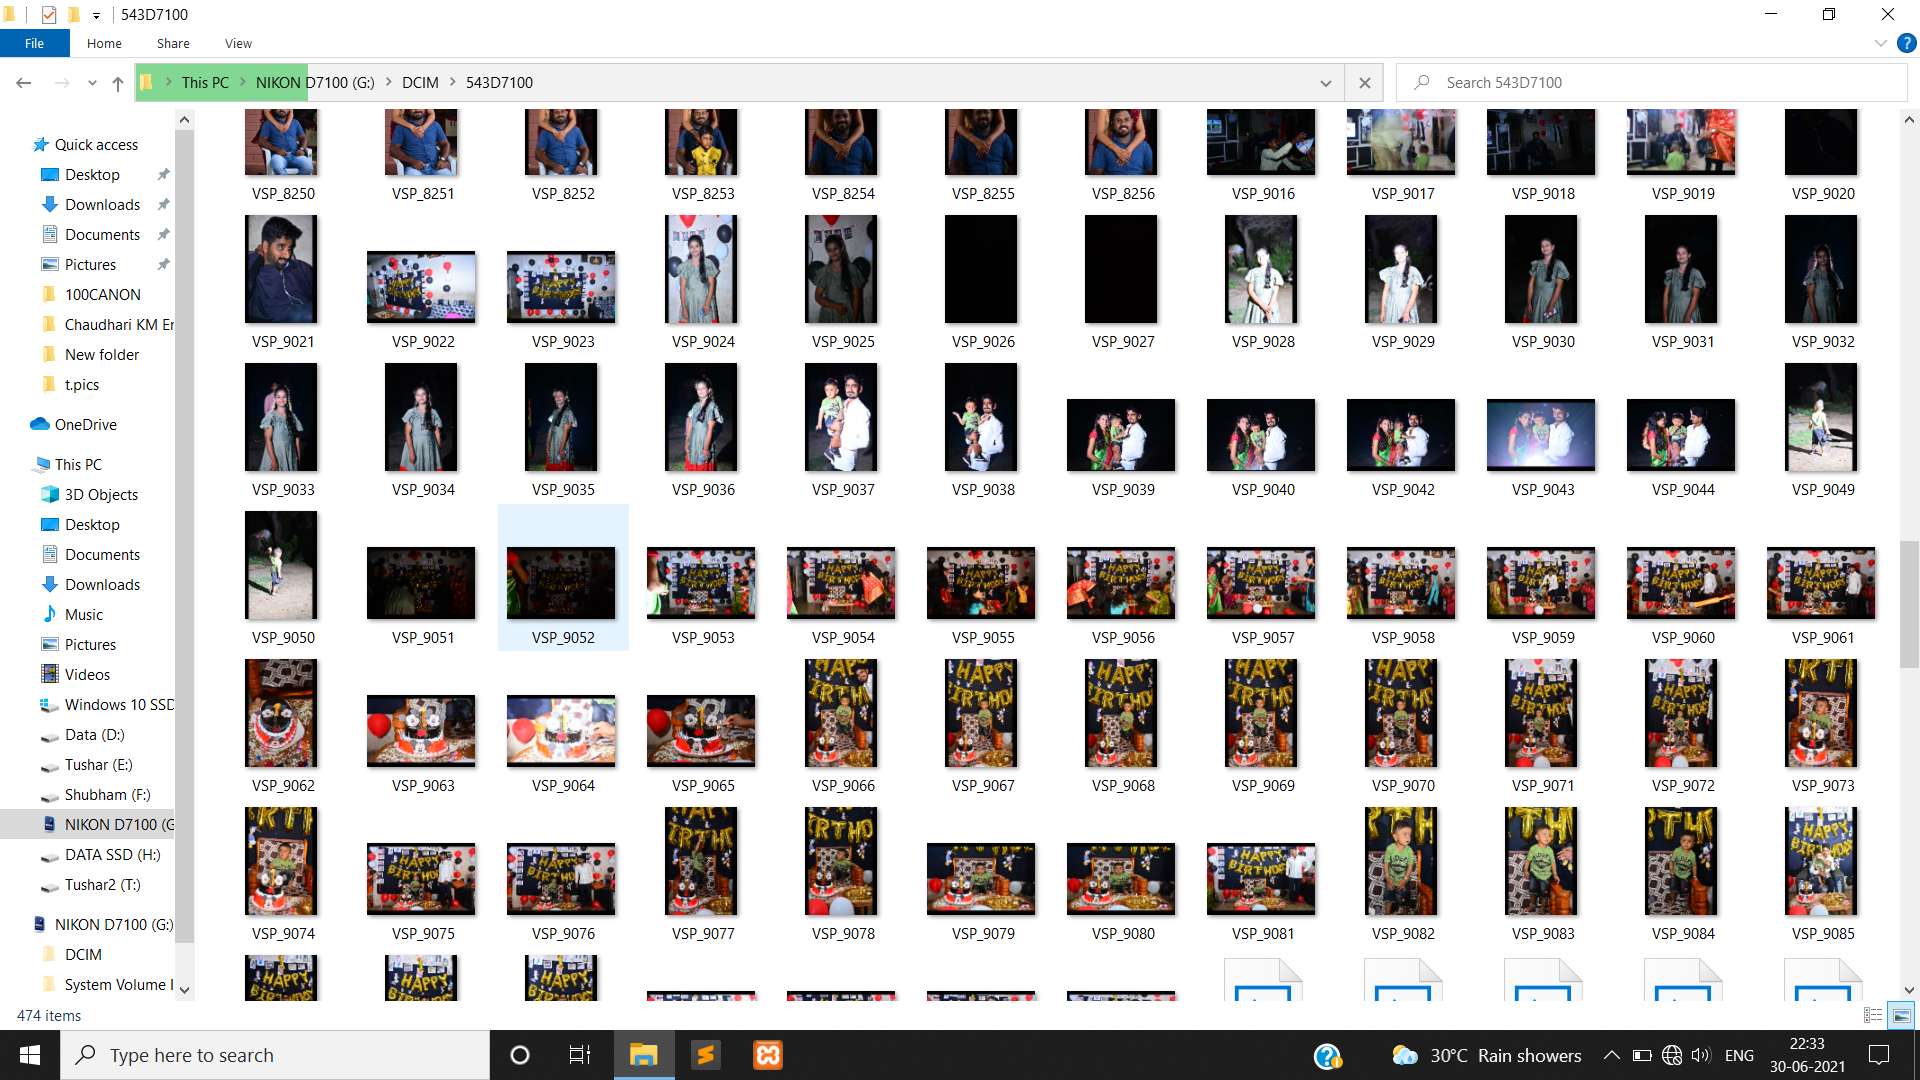 543D7100
File
Home
Share
View
This PC
NIKON D7100 (G:)
DCIM
543D7100
Search 543D7100
Quick access
Desktop
Downloads
Documents
Pictures
100CANON
Chaudhari KM Er
New folder
t.pics
OneDrive
This PC
3D Objects
Desktop
Documents
Downloads
Music
Pictures
Videos
Windows 10 SSD
Data (D:)
Tushar (E:)
Shubham (F:)
NIKON D7100 (G
DATA SSD (H:)
Tushar2 (T:)
NIKON D7100 (G:)
DCIM
System Volume I
VSP_8250 VSP_8251 VSP_8252 VSP_8253 VSP_8254 VSP_8255 VSP_8256 VSP_9016 VSP_9017 VSP_9018 VSP_9019 VSP_9020
VSP_9021 VSP_9022 VSP_9023 VSP_9024 VSP_9025 VSP_9026 VSP_9027 VSP_9028 VSP_9029 VSP_9030 VSP_9031 VSP_9032
VSP_9033 VSP_9034 VSP_9035 VSP_9036 VSP_9037 VSP_9038 VSP_9039 VSP_9040 VSP_9042 VSP_9043 VSP_9044 VSP_9049
VSP_9050 VSP_9051 VSP_9052 VSP_9053 VSP_9054 VSP_9055 VSP_9056 VSP_9057 VSP_9058 VSP_9059 VSP_9060 VSP_9061
VSP_9062 VSP_9063 VSP_9064 VSP_9065 VSP_9066 VSP_9067 VSP_9068 VSP_9069 VSP_9070 VSP_9071 VSP_9072 VSP_9073
VSP_9074 VSP_9075 VSP_9076 VSP_9077 VSP_9078 VSP_9079 VSP_9080 VSP_9081 VSP_9082 VSP_9083 VSP_9084 VSP_9085
474 items
Type here to search
30°C Rain showers
ENG
22:33
30-06-2021